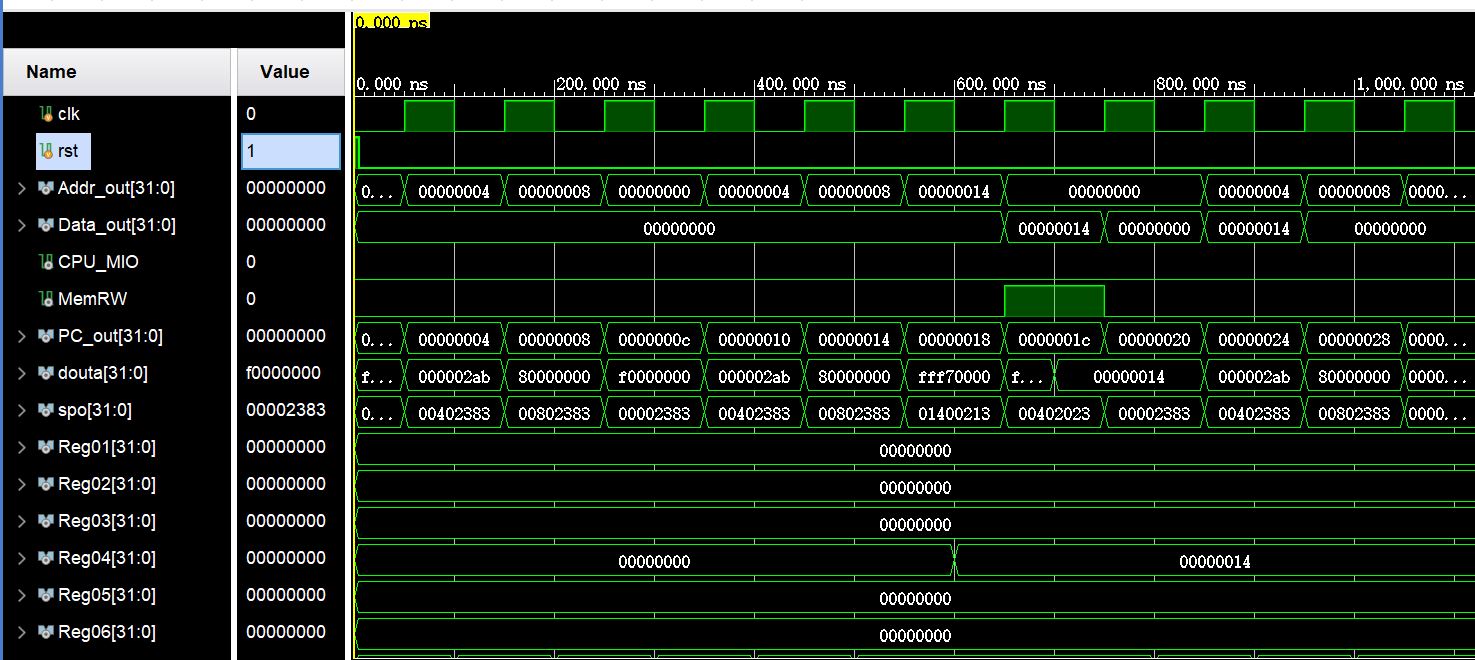 0.000 ns
Name Value
0.000 ns 200.000 ns 400.000 ns 600.000 ns 800.000 ns 1,000.000 ns
clk 0
rst 1
Addr_out[31:0] 00000000 0... 00000004 00000008 00000000 00000004 00000008 00000014 00000000 00000004 00000008 0000...
Data_out[31:0] 00000000 00000000 00000014 00000000 00000014 00000000
CPU_MIO 0
MemRW 0
PC_out[31:0] 00000000 0... 00000004 00000008 0000000c 00000010 00000014 00000018 0000001c 00000020 00000024 00000028 0000...
douta[31:0] f0000000 f... 000002ab 80000000 f0000000 000002ab 80000000 fff70000 f... 00000014 000002ab 80000000 0000...
spo[31:0] 00002383 0... 00402383 00802383 00002383 00402383 00802383 01400213 00402023 00002383 00402383 00802383 0000...
Reg01[31:0] 00000000 00000000
Reg02[31:0] 00000000 00000000
Reg03[31:0] 00000000 00000000
Reg04[31:0] 00000000 00000000 00000014
Reg05[31:0] 00000000 00000000
Reg06[31:0] 00000000 00000000